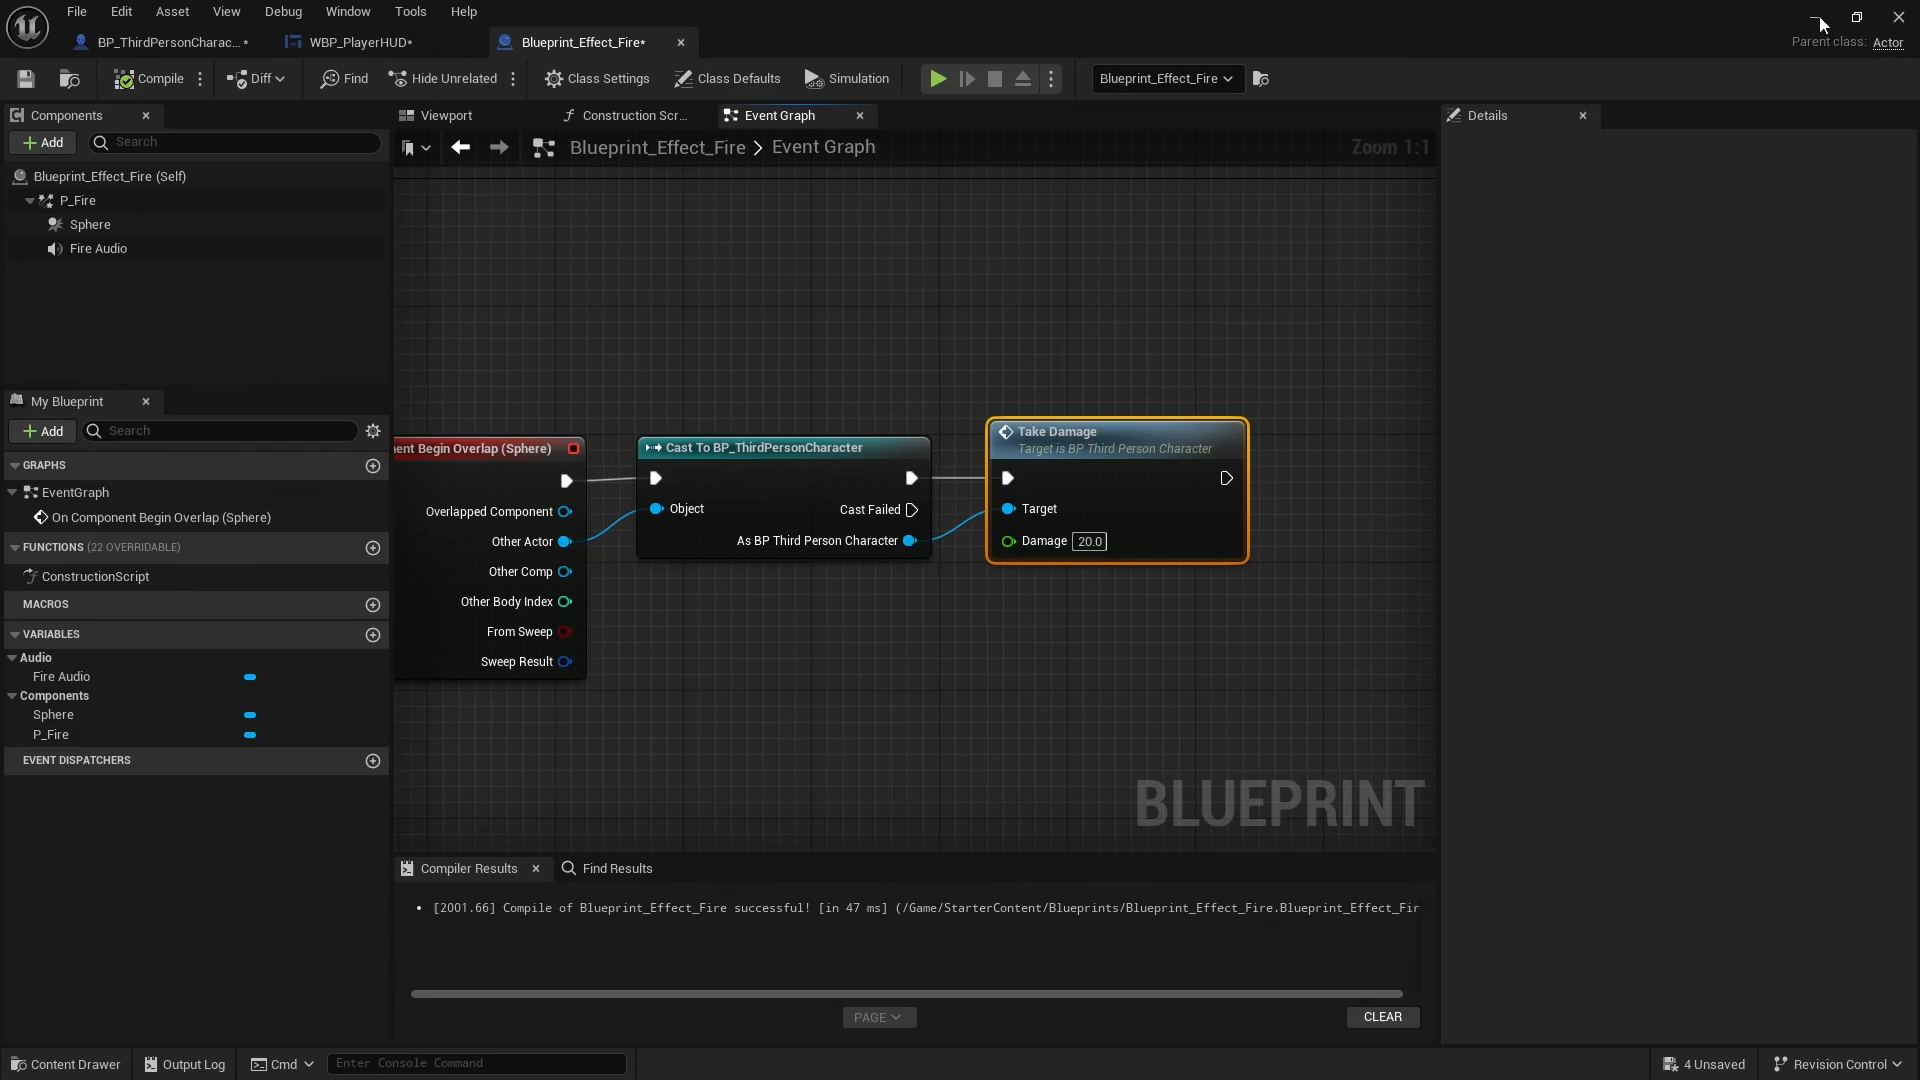 File Edit Asset View Debug Window Tools Help
BP_ThirdPersonCharac... * WBP_PlayerHUD* Blueprint_Effect_Fire*
Parent class: Actor
Compile Diff Find Hide Unrelated Class Settings Class Defaults Simulation Blueprint_Effect_Fire
Components
Add Search
Blueprint_Effect_Fire (Self)
P_Fire
Sphere
Fire Audio
My Blueprint
Add Search
GRAPHS
EventGraph
On Component Begin Overlap (Sphere)
FUNCTIONS (22 OVERRIDABLE)
ConstructionScript
MACROS
VARIABLES
Audio
Fire Audio
Components
Sphere
P_Fire
EVENT DISPATCHERS
Viewport Construction Scr... Event Graph
Blueprint_Effect_Fire > Event Graph Zoom 1:1
ent Begin Overlap (Sphere)
Overlapped Component
Other Actor
Other Comp
Other Body Index
From Sweep
Sweep Result
Cast To BP_ThirdPersonCharacter
Object Cast Failed
As BP Third Person Character
Take Damage
Target is BP Third Person Character
Target
Damage 20.0
BLUEPRINT
Compiler Results Find Results
• [2001.66] Compile of Blueprint_Effect_Fire successful! [in 47 ms] (/Game/StarterContent/Blueprints/Blueprint_Effect_Fire.Blueprint_Effect_Fir
PAGE CLEAR
Details
Content Drawer Output Log Cmd Enter Console Command 4 Unsaved Revision Control